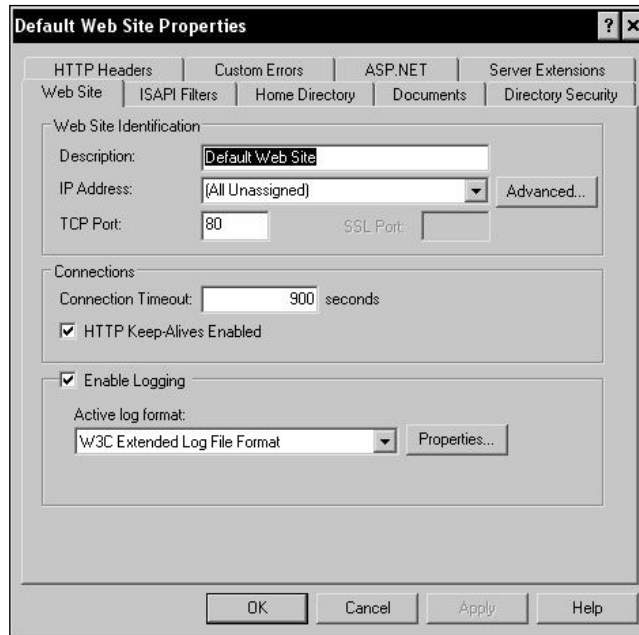 Default Web Site Properties ? X
HTTP Headers Custom Errors ASP.NET Server Extensions
Web Site ISAPI Filters Home Directory Documents Directory Security
Web Site Identification
Description: Default Web Site
IP Address: (All Unassigned) Advanced...
TCP Port: 80 SSL Port:
Connections
Connection Timeout: 900 seconds
HTTP Keep-Alives Enabled
Enable Logging
Active log format:
W3C Extended Log File Format Properties...
OK Cancel Apply Help